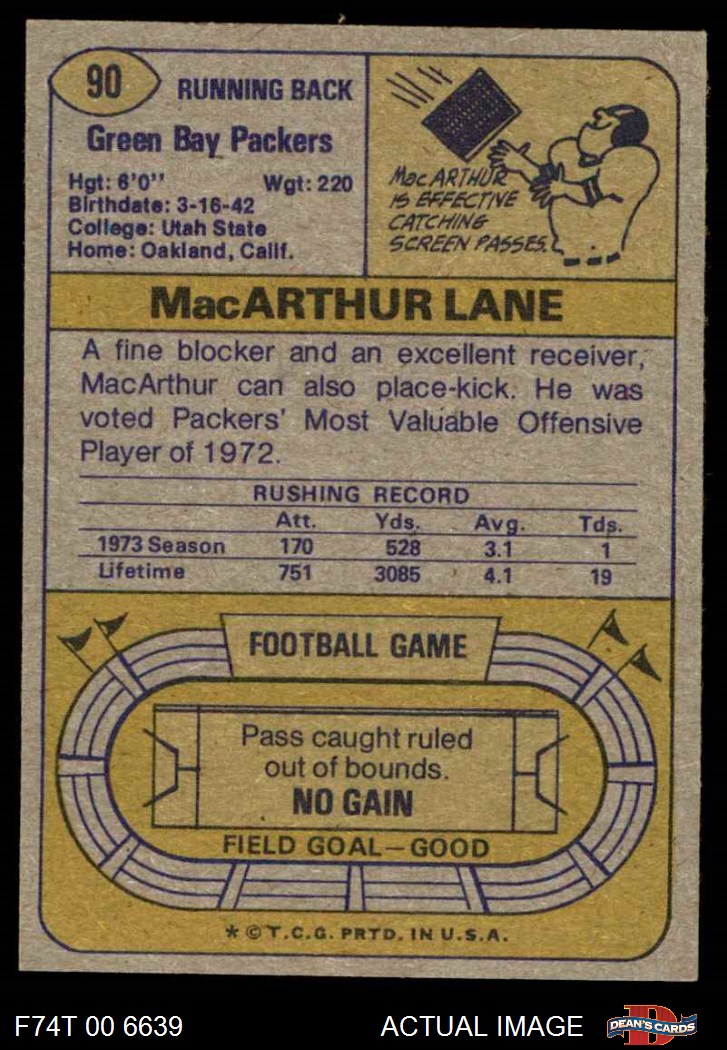 90
RUNNING BACK
Green Bay Packers
Hgt: 6'0'' Wgt: 220
Birthdate: 3-16-42
College: Utah State
Home: Oakland, Calif.
MacARTHUR
IS EFFECTIVE
CATCHING
SCREEN PASSES.
MacARTHUR LANE
A fine blocker and an excellent receiver,
MacArthur can also place-kick. He was
voted Packers' Most Valuable Offensive
Player of 1972.
RUSHING RECORD
Att. Yds. Avg. Tds.
1973 Season 170 528 3.1 1
Lifetime 751 3085 4.1 19
FOOTBALL GAME
Pass caught ruled
out of bounds.
NO GAIN
FIELD GOAL—GOOD
* © T.C.G. PRTD. IN U.S.A.
F74T 00 6639 ACTUAL IMAGE D DEAN'S CARDS